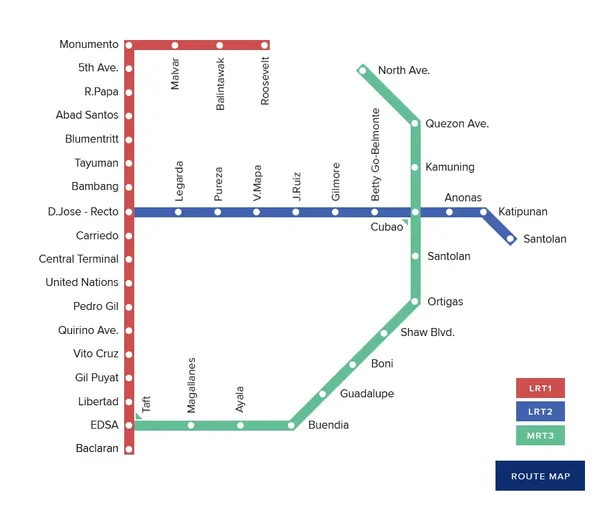 Monumento
Malvar
Balintawak
Roosevelt
5th Ave.
R.Papa
Abad Santos
Blumentritt
Tayuman
Bambang
D.Jose - Recto
Carriedo
Central Terminal
United Nations
Pedro Gil
Quirino Ave.
Vito Cruz
Gil Puyat
Libertad
EDSA
Baclaran
Legarda
Pureza
V.Mapa
J.Ruiz
Gilmore
Betty Go-Belmonte
Cubao
Anonas
Katipunan
Santolan
North Ave.
Quezon Ave.
Kamuning
Santolan
Ortigas
Shaw Blvd.
Boni
Guadalupe
Buendia
Ayala
Magallanes
Taft
LRT1
LRT2
MRT3
ROUTE MAP